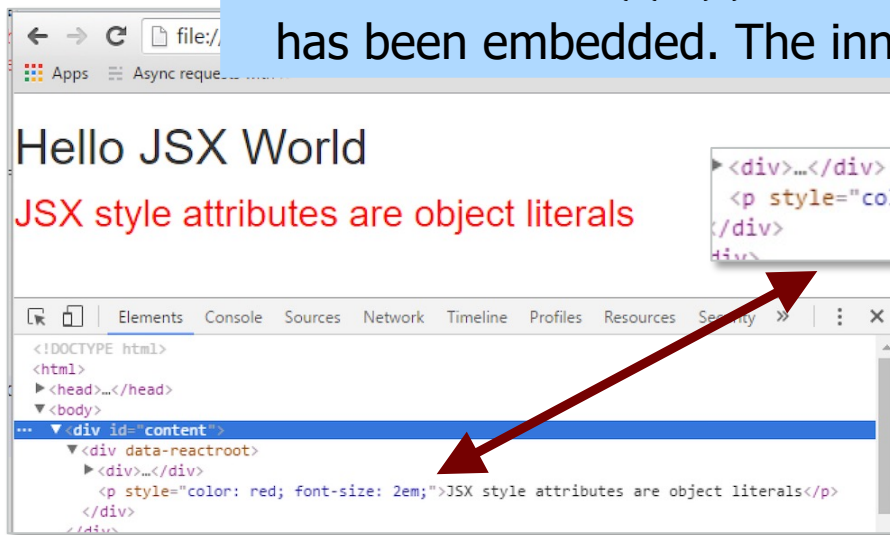 has been embedded. The inn
file:/
Apps Async
Hello JSX World
JSX style attributes are object literals
<div>…</div>
<p style="co
</div>
Elements Console Sources Network Timeline Profiles Resources Security »
<!DOCTYPE html>
<html>
<head>…</head>
<body>
<div id="content">
<div data-reactroot>
<div>…</div>
<p style="color: red; font-size: 2em;">JSX style attributes are object literals</p>
</div>
</div>